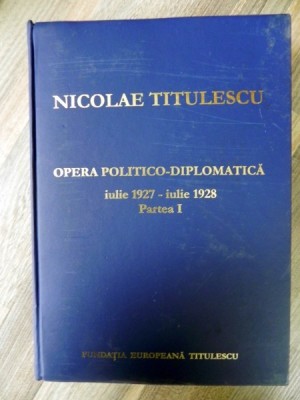 NICOLAE TITULESCU
OPERA POLITICO-DIPLOMATICĂ
iulie 1927 - iulie 1928
Partea I
FUNDAȚIA EUROPEANĂ TITULESCU